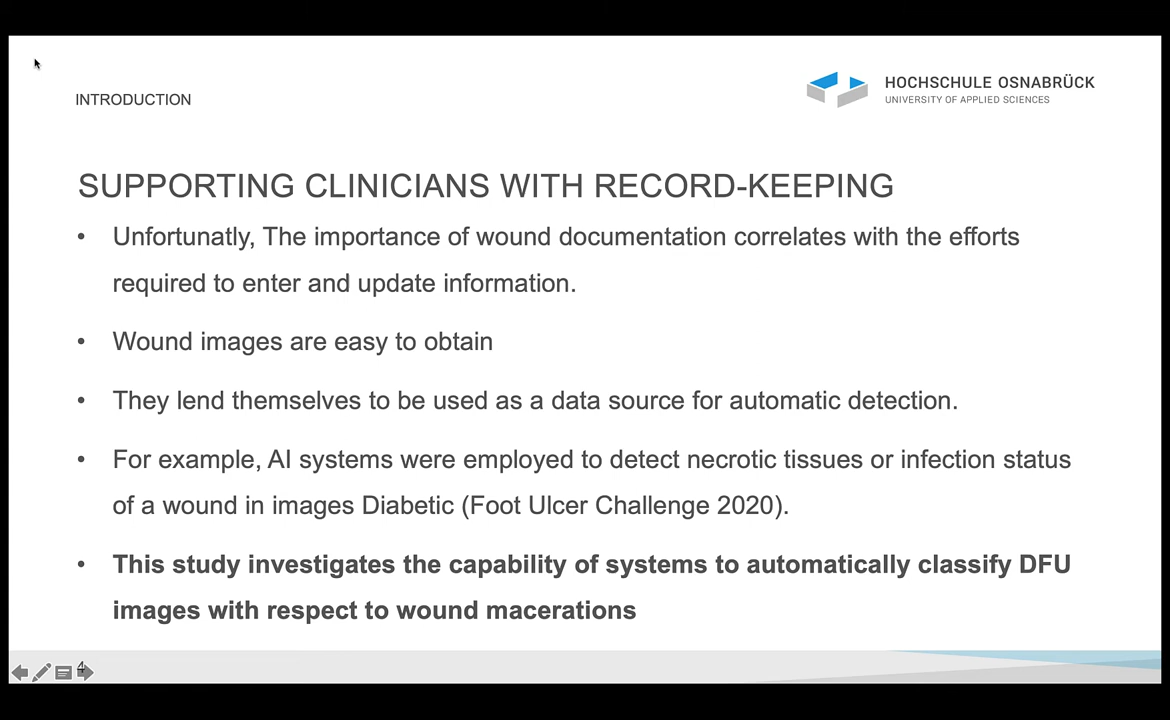 INTRODUCTION
HOCHSCHULE OSNABRÜCK
UNIVERSITY OF APPLIED SCIENCES
SUPPORTING CLINICIANS WITH RECORD-KEEPING
• Unfortunatly, The importance of wound documentation correlates with the efforts
required to enter and update information.
• Wound images are easy to obtain
• They lend themselves to be used as a data source for automatic detection.
• For example, AI systems were employed to detect necrotic tissues or infection status
of a wound in images Diabetic (Foot Ulcer Challenge 2020).
• This study investigates the capability of systems to automatically classify DFU
images with respect to wound macerations
4